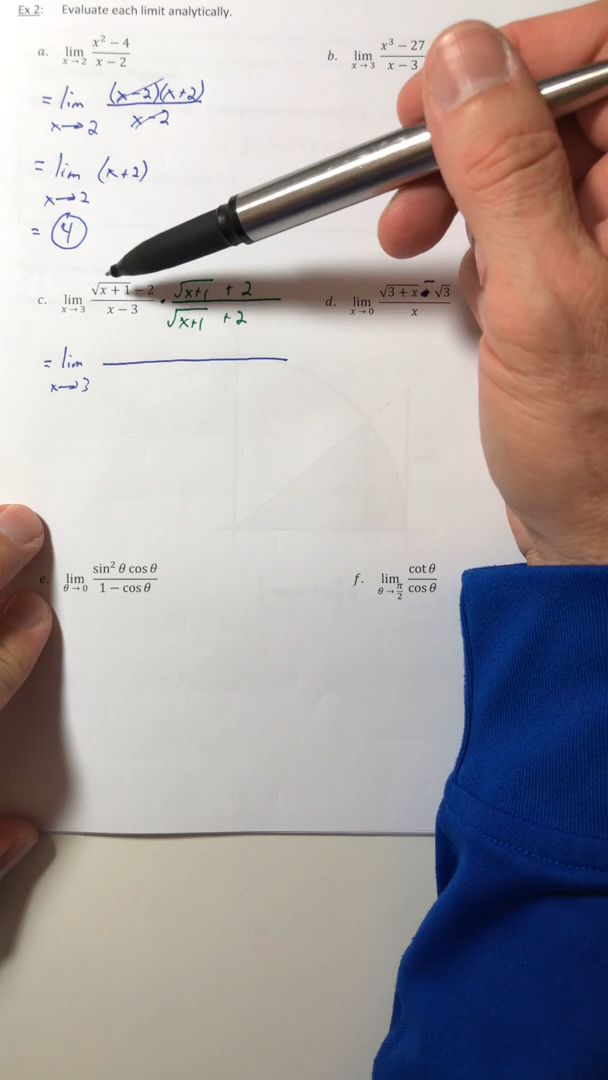 Ex 2: Evaluate each limit analytically.
a. lim x→2 (x² − 4)/(x − 2)
b. lim x→3 (x³ − 27)/(x − 3)
= lim x→2 (x−2)(x+2)/(x−2)
= lim x→2 (x+2)
= 4
c. lim x→3 (√(x + 1) − 2)/(x − 3) · (√(x+1) + 2)/(√(x+1) + 2)
d. lim x→0 (√(3 + x) − √3)/x
= lim x→3
e. lim θ→0 (sin² θ cos θ)/(1 − cos θ)
f. lim θ→π/2 (cot θ)/(cos θ)